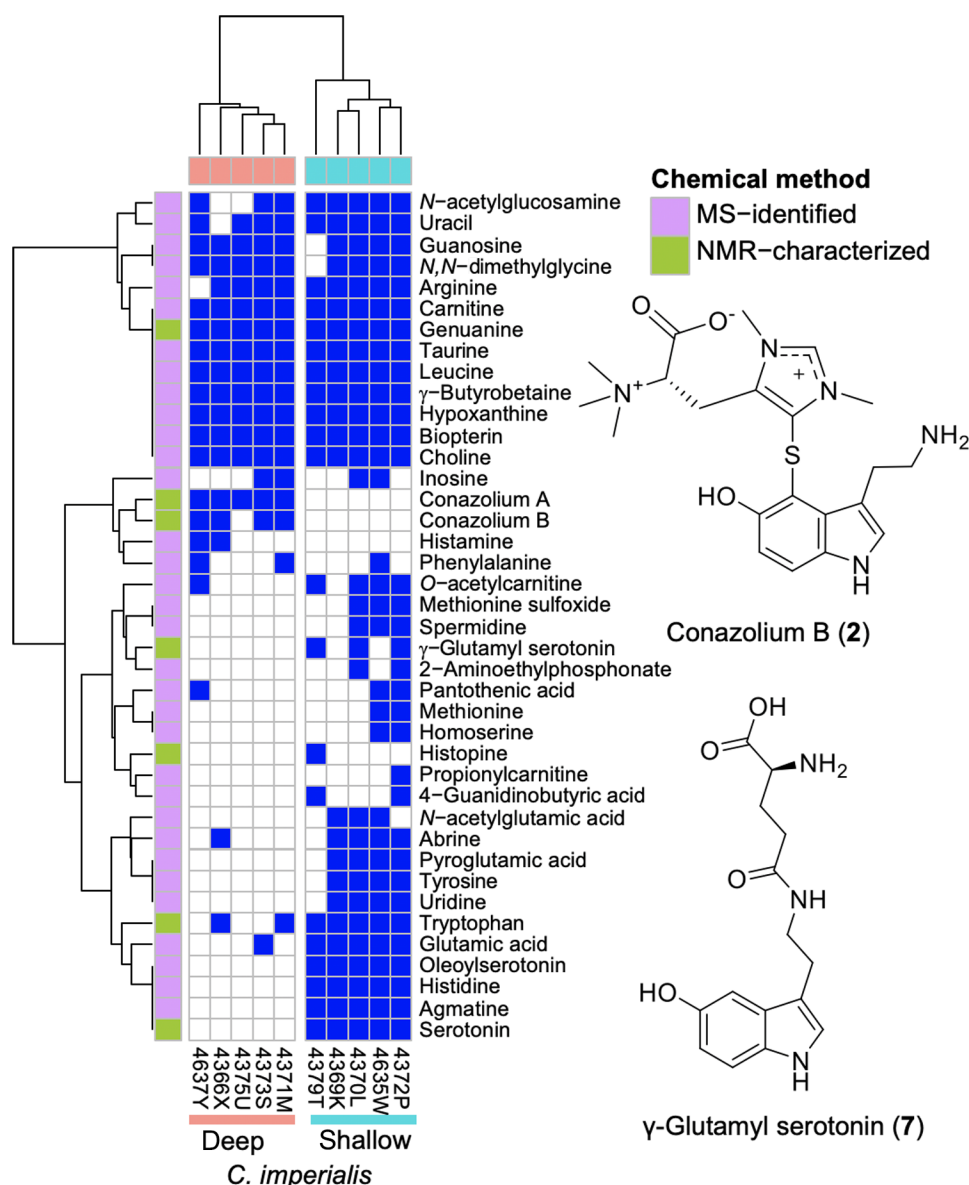 Chemical method
MS−identified
NMR−characterized
N−acetylglucosamine
Uracil
Guanosine
N,N−dimethylglycine
Arginine
Carnitine
Genuanine
Taurine
Leucine
γ−Butyrobetaine
Hypoxanthine
Biopterin
Choline
Inosine
Conazolium A
Conazolium B
Histamine
Phenylalanine
O−acetylcarnitine
Methionine sulfoxide
Spermidine
γ−Glutamyl serotonin
2−Aminoethylphosphonate
Pantothenic acid
Methionine
Homoserine
Histopine
Propionylcarnitine
4−Guanidinobutyric acid
N−acetylglutamic acid
Abrine
Pyroglutamic acid
Tyrosine
Uridine
Tryptophan
Glutamic acid
Oleoylserotonin
Histidine
Agmatine
Serotonin
4637Y
4366X
4375U
4373S
4371M
4379T
4369K
4370L
4635W
4372P
Deep
Shallow
C. imperialis
O
O-
N
+
N+
N
S
NH2
HO
N
H
Conazolium B (2)
OH
O
NH2
O
NH
HO
N
H
γ-Glutamyl serotonin (7)